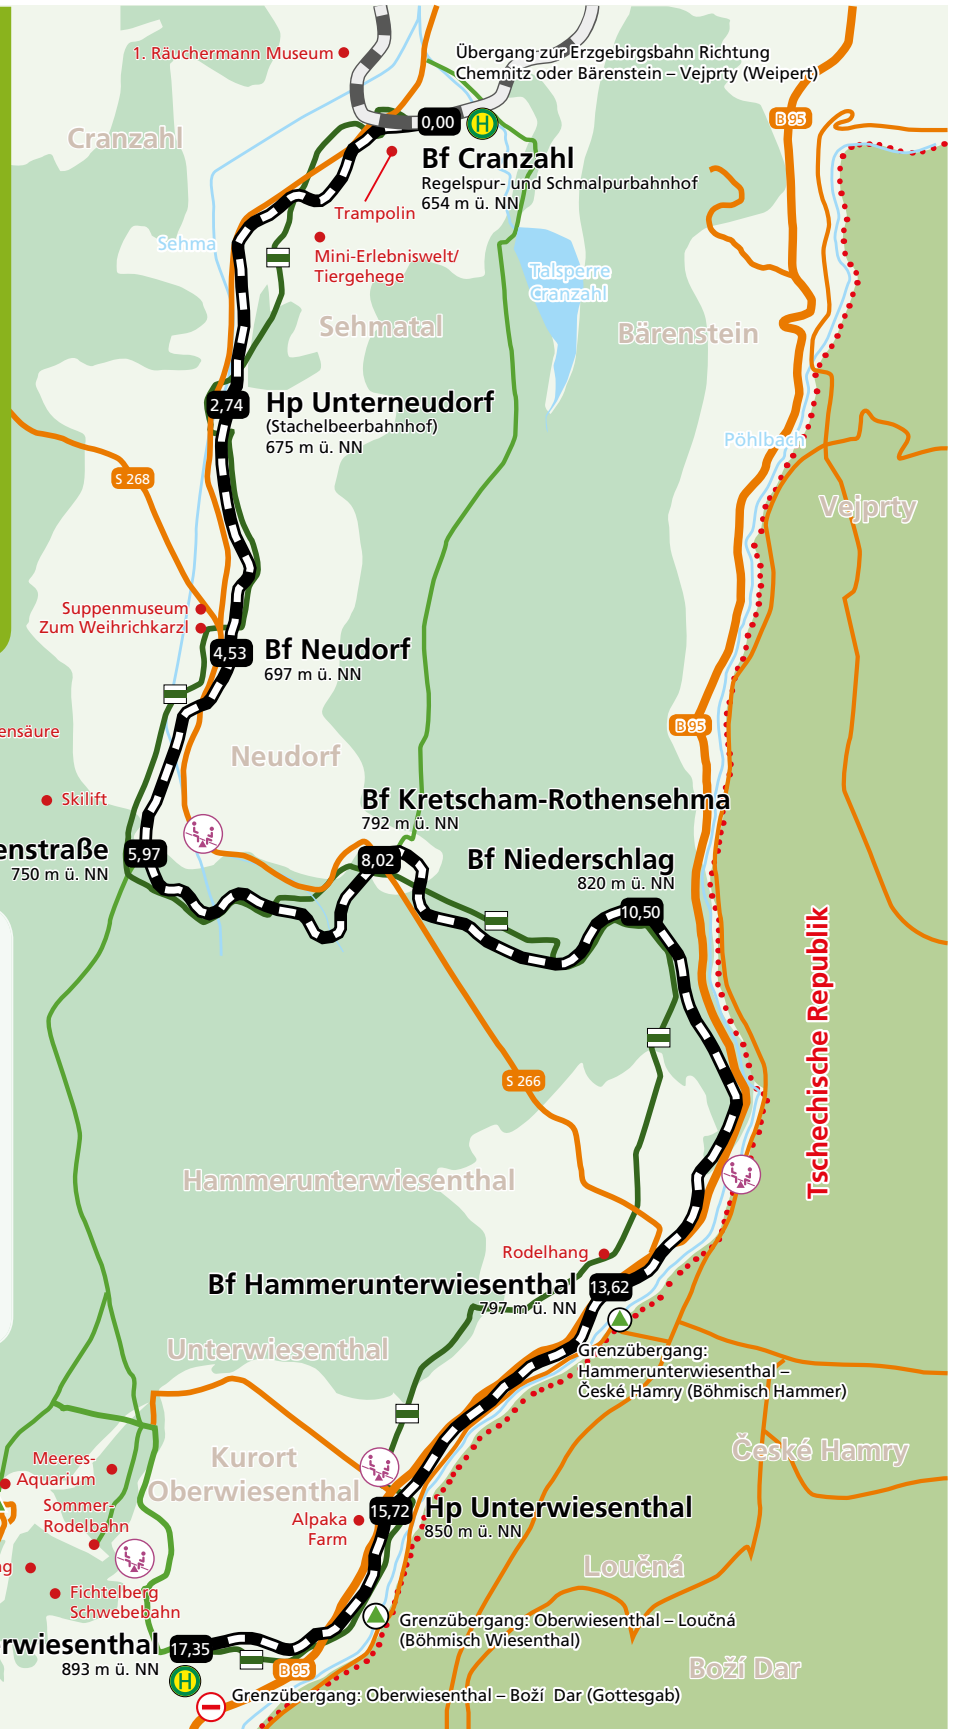 1. Räuchermann Museum
Übergang zur Erzgebirgsbahn Richtung
Chemnitz oder Bärenstein – Vejprty (Weipert)
B 95
Cranzahl
0,00
H
Bf Cranzahl
Regelspur- und Schmalpurbahnhof
654 m ü. NN
Trampolin
Sehma
Mini-Erlebniswelt/
Tiergehege
Talsperre
Cranzahl
Sehmatal
Bärenstein
2,74
Hp Unterneudorf
(Stachelbeerbahnhof)
675 m ü. NN
Pöhlbach
S 268
Vejprty
Suppenmuseum
Zum Weihrichkarzl
4,53
Bf Neudorf
697 m ü. NN
ensäure
B 95
Neudorf
Skilift
Bf Kretscham-Rothensehma
792 m ü. NN
enstraße
750 m ü. NN
5,97
8,02
Bf Niederschlag
820 m ü. NN
10,50
Tschechische Republik
S 266
Hammerunterwiesenthal
Rodelhang
Bf Hammerunterwiesenthal
797 m ü. NN
13,62
Unterwiesenthal
Grenzübergang:
Hammerunterwiesenthal –
České Hamry (Böhmisch Hammer)
Kurort
Oberwiesenthal
České Hamry
Meeres-
Aquarium
Sommer-
Rodelbahn
Alpaka
Farm
15,72
Hp Unterwiesenthal
850 m ü. NN
Loučná
g
Fichtelberg
Schwebebahn
Grenzübergang: Oberwiesenthal – Loučná
(Böhmisch Wiesenthal)
rwiesenthal
893 m ü. NN
17,35
H
B 95
Boží Dar
Grenzübergang: Oberwiesenthal – Boží Dar (Gottesgab)